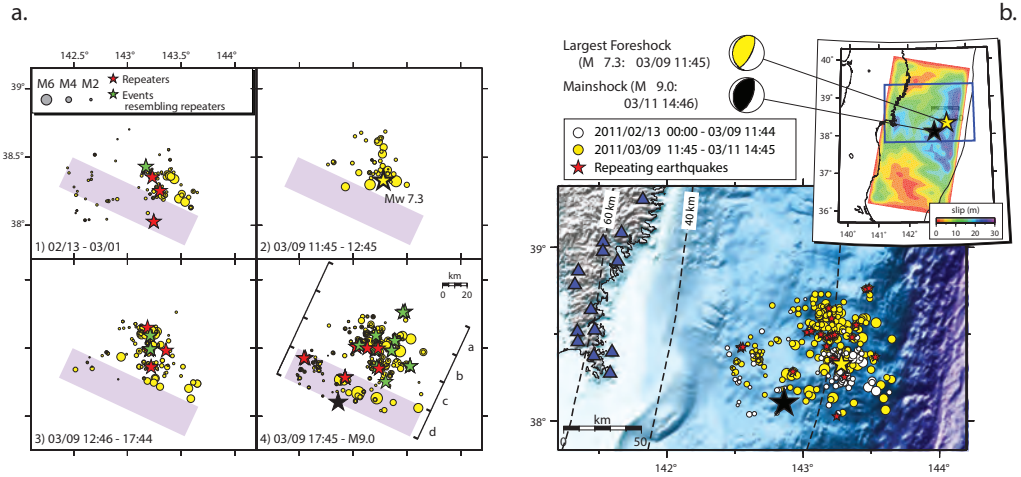 a.
142.5° 143° 143.5° 144°
39°
38.5°
38°
M6 M4 M2
Repeaters
Events
resembling repeaters
1) 02/13 - 03/01
Mw 7.3
2) 03/09 11:45 - 12:45
3) 03/09 12:46 - 17:44
km
0 20
a
b
c
d
4) 03/09 17:45 - M9.0
b.
Largest Foreshock
(M 7.3: 03/09 11:45)
Mainshock (M 9.0:
03/11 14:46)
2011/02/13 00:00 - 03/09 11:44
2011/03/09 11:45 - 03/11 14:45
Repeating earthquakes
40°
39°
38°
37°
36°
140° 141° 142°
slip (m)
0 10 20 30
60 km
40 km
39°
38°
km
0 50
142° 143° 144°